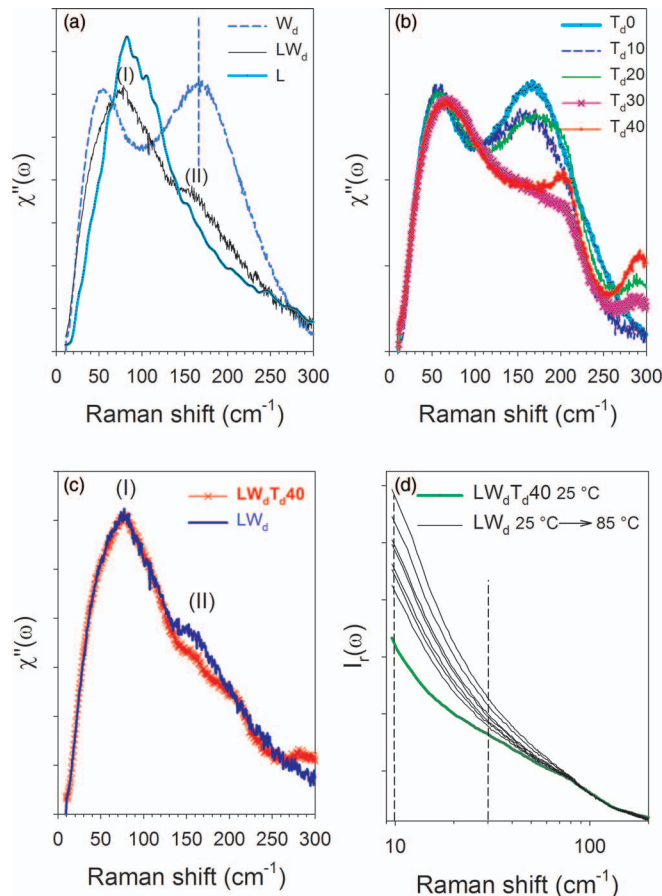 (a)
W_d
LW_d
L
(I)
(II)
χ"(ω)
0 50 100 150 200 250 300
Raman shift (cm⁻¹)
(b)
T_d0
T_d10
T_d20
T_d30
T_d40
χ"(ω)
0 50 100 150 200 250 300
Raman shift (cm⁻¹)
(c)
(I)
LW_dT_d40
LW_d
(II)
χ"(ω)
0 50 100 150 200 250 300
Raman shift (cm⁻¹)
(d)
LW_dT_d40 25 °C
LW_d 25 °C→ 85 °C
I_r(ω)
10 100
Raman shift (cm⁻¹)